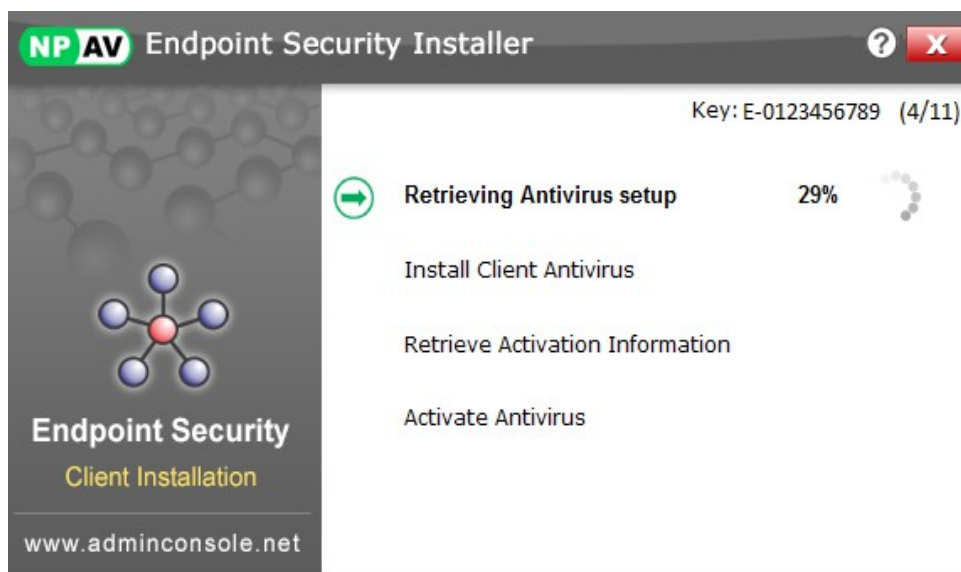 NP AV Endpoint Security Installer ? X
Key: E-0123456789 (4/11)
Retrieving Antivirus setup 29%
Install Client Antivirus
Retrieve Activation Information
Activate Antivirus
Endpoint Security
Client Installation
www.adminconsole.net